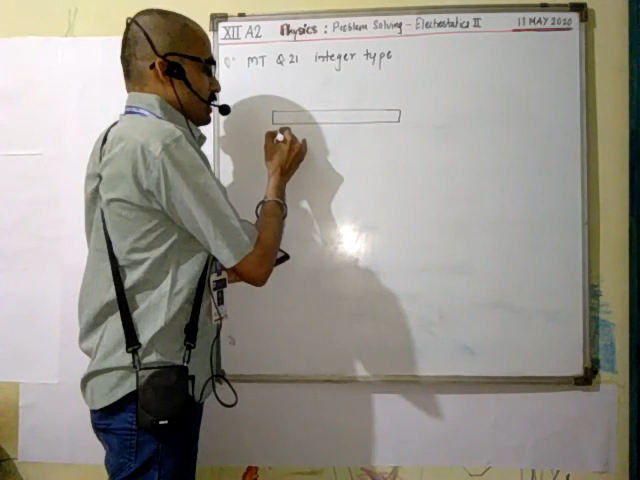 XII A2 Physics : Problem Solving - Electrostatics II 11 MAY 2020
Q. MT Q 21 Integer type